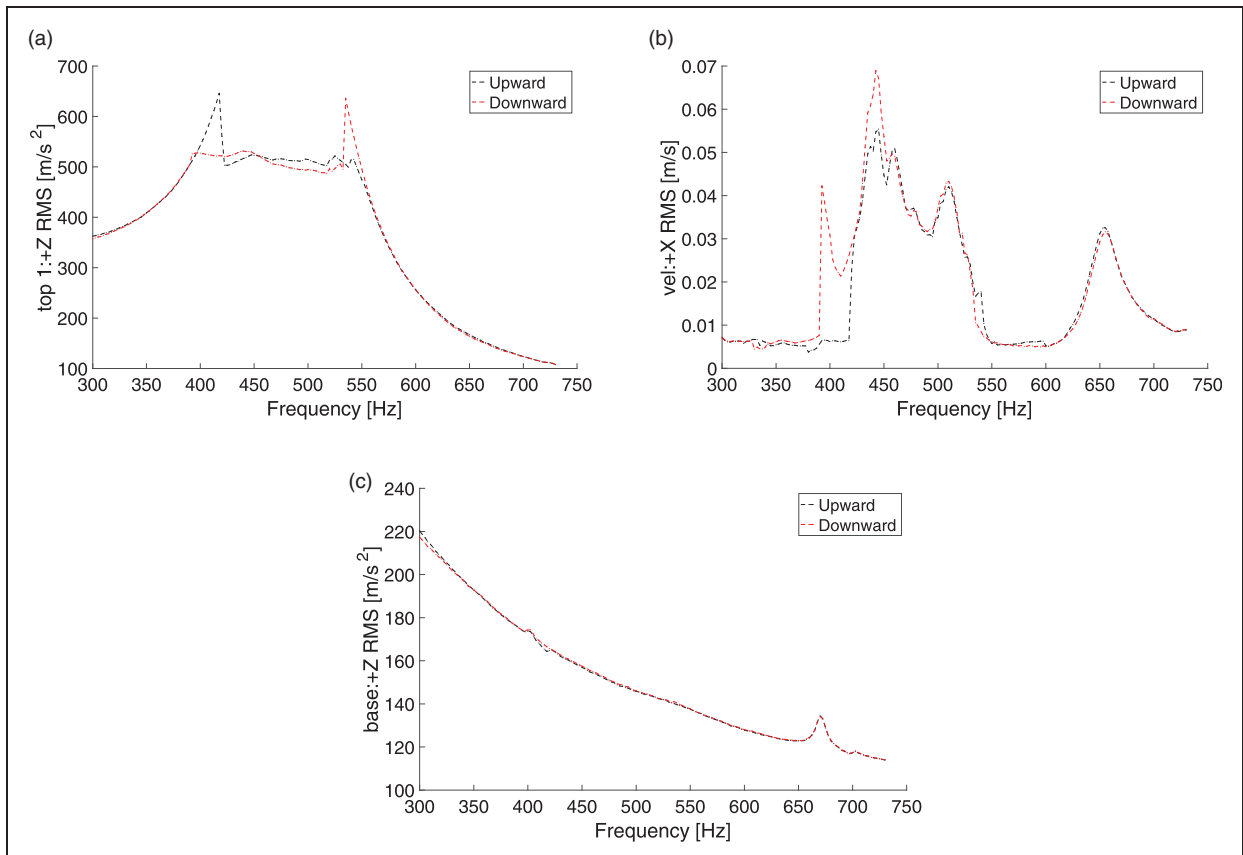 (a)
700
600
500
400
300
200
100
300 350 400 450 500 550 600 650 700 750
Frequency [Hz]
top 1:+Z RMS [m/s²]
Upward
Downward
(b)
0.07
0.06
0.05
0.04
0.03
0.02
0.01
0
300 350 400 450 500 550 600 650 700 750
Frequency [Hz]
vel:+X RMS [m/s]
Upward
Downward
(c)
240
220
200
180
160
140
120
100
300 350 400 450 500 550 600 650 700 750
Frequency [Hz]
base:+Z RMS [m/s²]
Upward
Downward